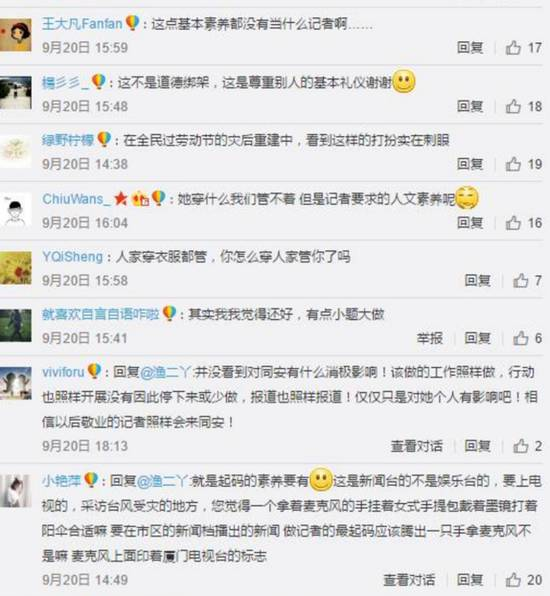 王大凡Fanfan：这点基本素养都没有当什么记者啊……
9月20日 15:59 回复 17
楊彡彡_：这不是道德绑架，这是尊重别人的基本礼仪谢谢
9月20日 15:48 回复 18
绿野柠檬：在全民过劳动节的灾后重建中，看到这样的打扮实在刺眼
9月20日 14:38 回复 19
ChiuWans_：她穿什么我们管不着 但是记者要求的人文素养呢
9月20日 16:04 回复 16
YQiSheng：人家穿衣服都管，你怎么穿人家管你了吗
9月20日 15:58 回复 7
就喜欢自言自语咋啦：其实我我觉得还好，有点小题大做
9月20日 15:41 举报 回复 6
viviforu：回复@渔二丫:并没看到对同安有什么消极影响！该做的工作照样做，行动
也照样开展没有因此停下来或少做，报道也照样报道！仅仅只是对她个人有影响吧！相
信以后敬业的记者照样会来同安！
9月20日 18:13 查看对话 回复 2
小艳萍：回复@渔二丫:就是起码的素养要有 这是新闻台的不是娱乐台的，要上电
视的，采访台风受灾的地方，您觉得一个拿着麦克风的手挂着女式手提包戴着墨镜打着
阳伞合适嘛 要在市区的新闻档播出的新闻 做记者的最起码应该腾出一只手拿麦克风不
是嘛 麦克风上面印着厦门电视台的标志
9月20日 14:49 查看对话 回复 20